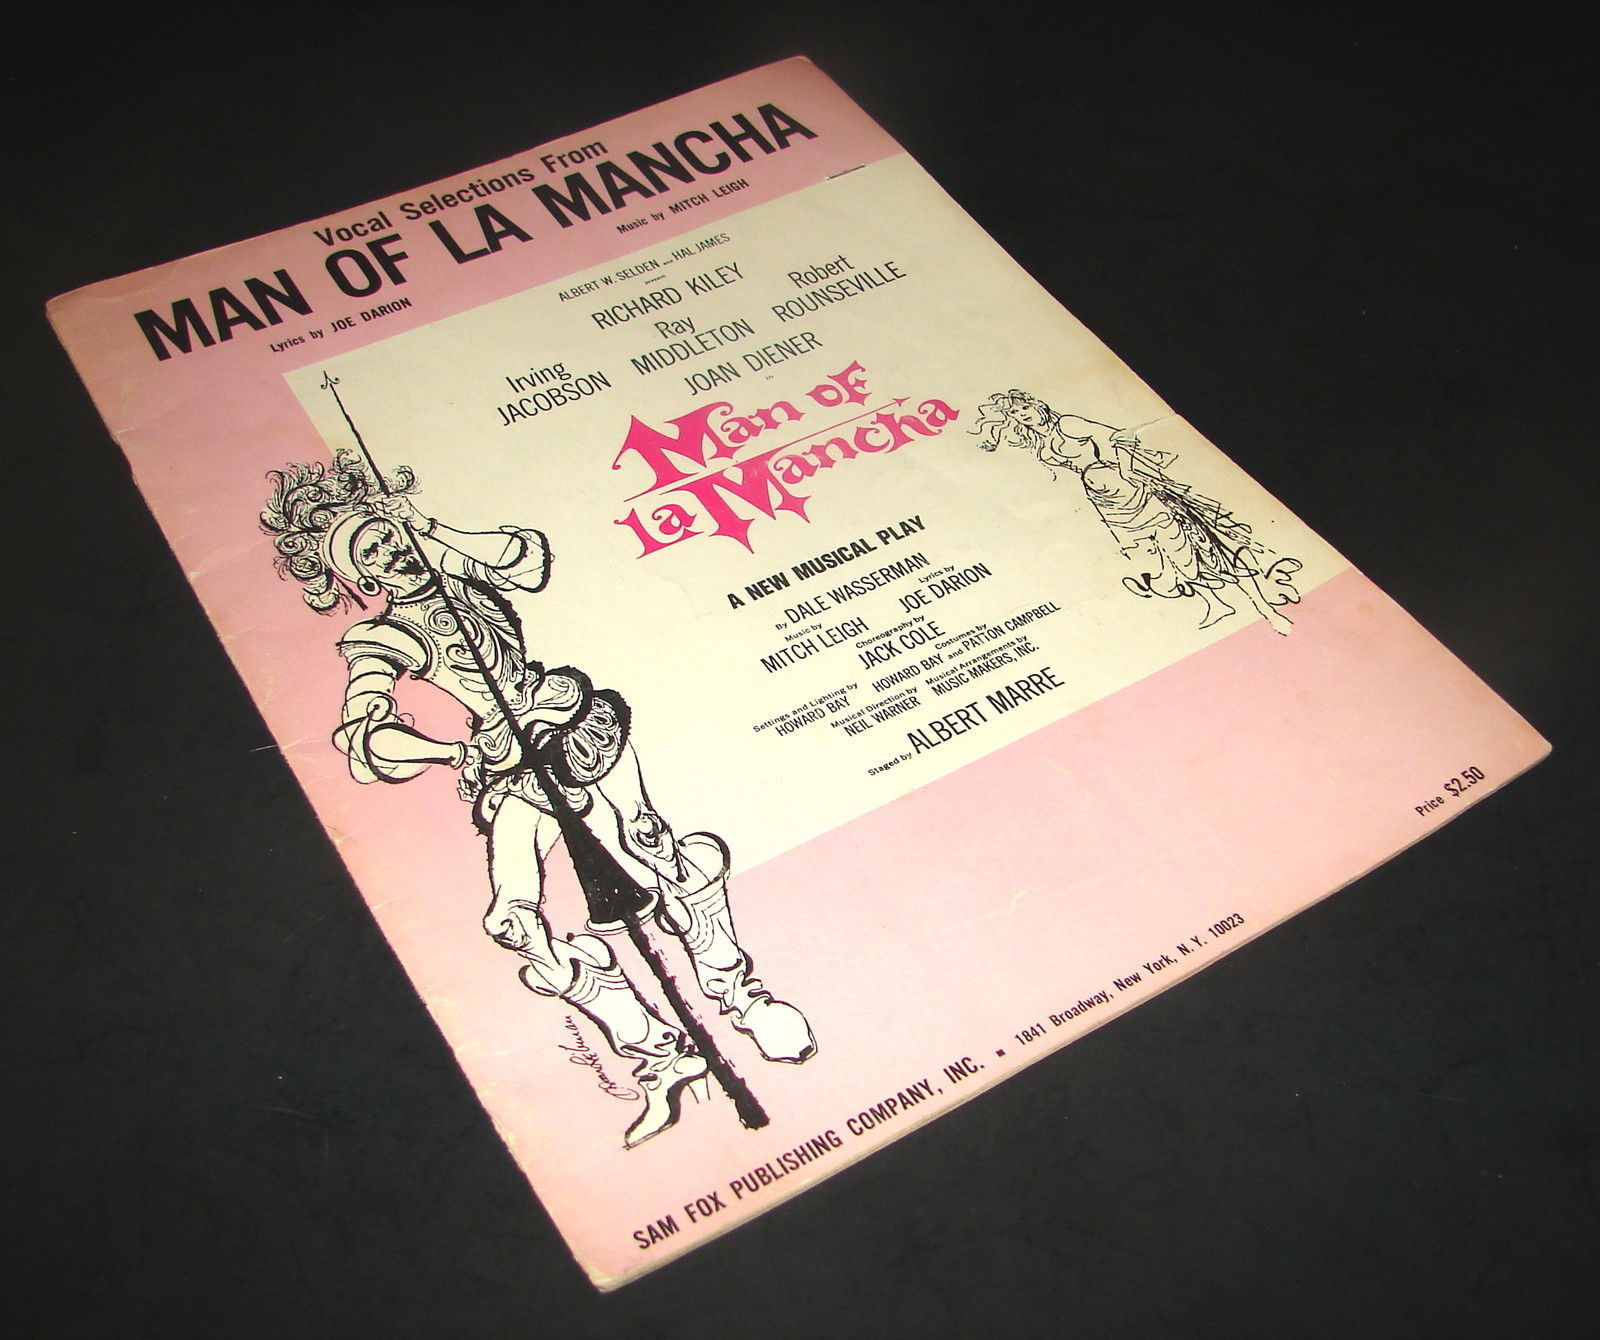 Vocal Selections From
MAN OF LA MANCHA
Lyrics by JOE DARION
Music by MITCH LEIGH
ALBERT W. SELDEN and HAL JAMES
present
RICHARD KILEY
Irving JACOBSON
Ray MIDDLETON
Robert ROUNSEVILLE
JOAN DIENER
in
Man of
La Mancha
A NEW MUSICAL PLAY
By DALE WASSERMAN
Music by
MITCH LEIGH
Lyrics by
JOE DARION
Choreography by
JACK COLE
Settings and Lighting by
HOWARD BAY
Costumes by
HOWARD BAY and PATTON CAMPBELL
Musical Direction by
NEIL WARNER
Musical Arrangements by
MUSIC MAKERS, INC.
Staged by ALBERT MARRE
Price $2.50
SAM FOX PUBLISHING COMPANY, INC. ▪ 1841 Broadway, New York, N. Y. 10023